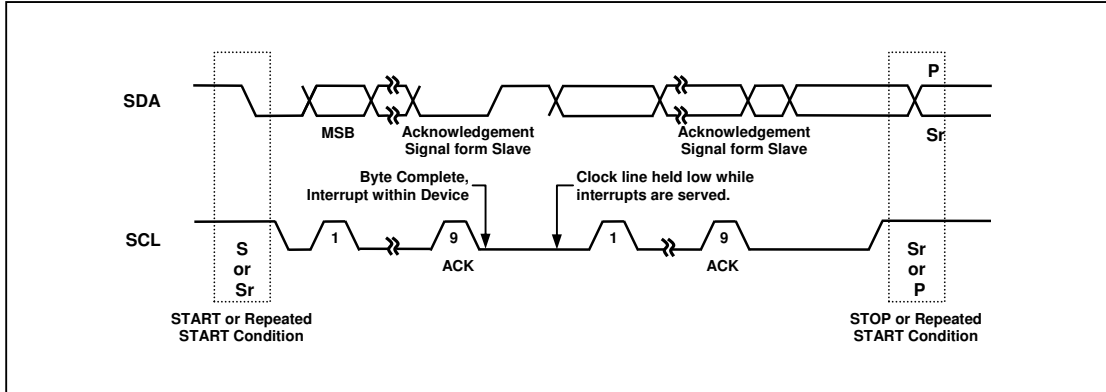 P
SDA
MSB
Acknowledgement
Signal form Slave
Acknowledgement
Signal form Slave
Sr
Byte Complete,
Interrupt within Device
Clock line held low while
interrupts are served.
SCL
S
or
Sr
1
9
ACK
1
9
ACK
Sr
or
P
START or Repeated
START Condition
STOP or Repeated
START Condition